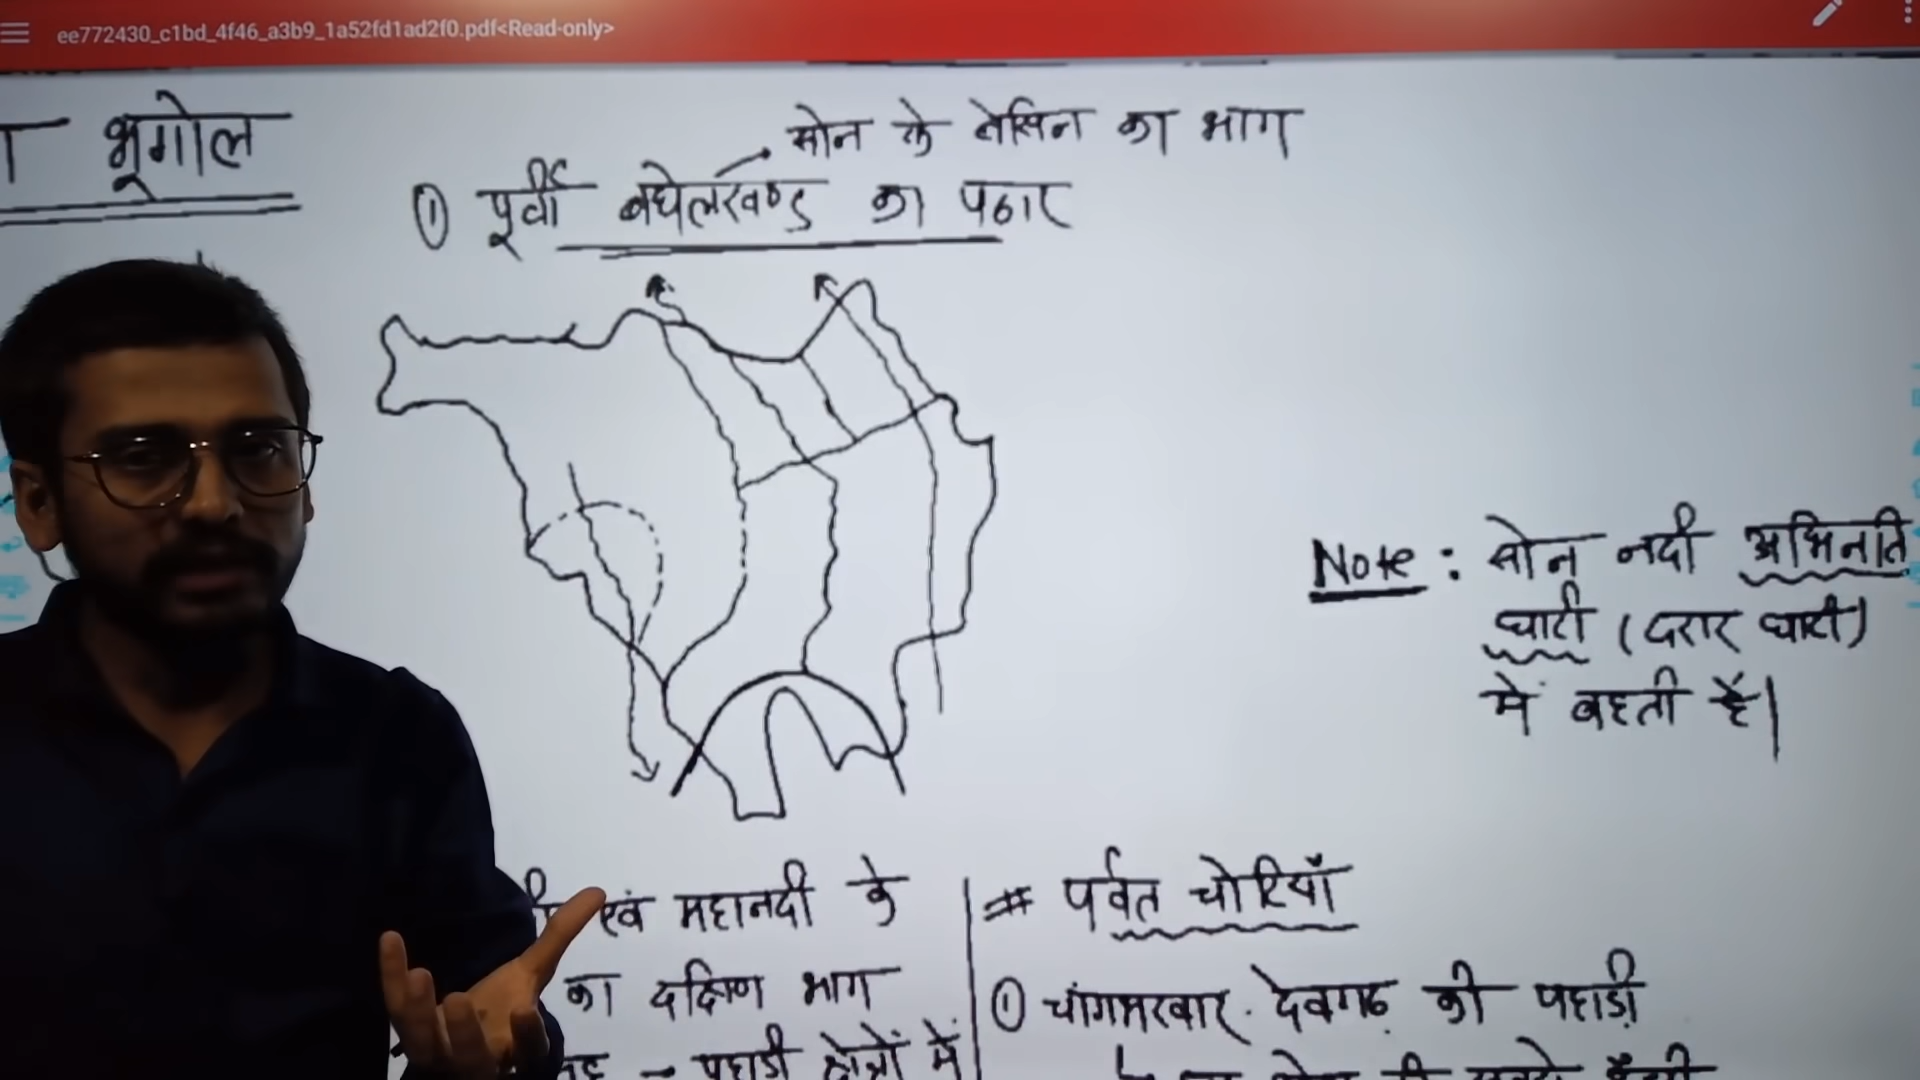 ee772430_c1bd_4f46_a3b9_1a52fd1ad2f0.pdf<Read-only>
भूगोल
सोन के बेसिन का भाग
① पूर्वी बघेलखण्ड का पठार
Note : सोन नदी अभिनति
घाटी (दरार घाटी)
में बहती है|
एवं महानदी के
का दक्षिण भाग
पहाडी क्षेत्रों में
# पर्वत चोटियाँ
① चांगभखार. देवगढ़ की पहाड़ी